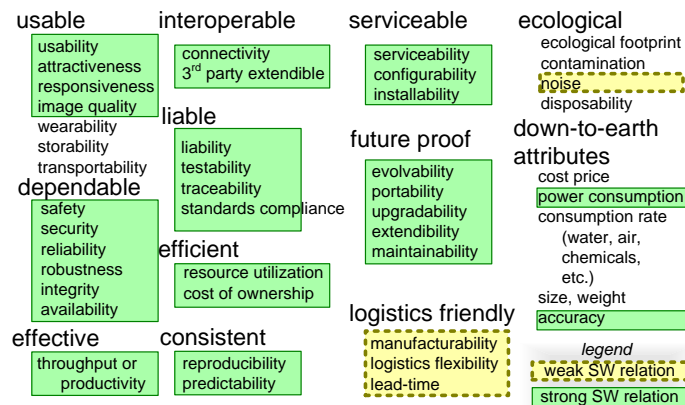 usable
usability
attractiveness
responsiveness
image quality
wearability
storability
transportability
dependable
safety
security
reliability
robustness
integrity
availability
effective
throughput or
productivity
interoperable
connectivity
3rd party extendible
liable
liability
testability
traceability
standards compliance
efficient
resource utilization
cost of ownership
consistent
reproducibility
predictability
serviceable
serviceability
configurability
installability
future proof
evolvability
portability
upgradability
extendibility
maintainability
logistics friendly
manufacturability
logistics flexibility
lead-time
ecological
ecological footprint
contamination
noise
disposability
down-to-earth
attributes
cost price
power consumption
consumption rate
(water, air,
chemicals,
etc.)
size, weight
accuracy
legend
weak SW relation
strong SW relation